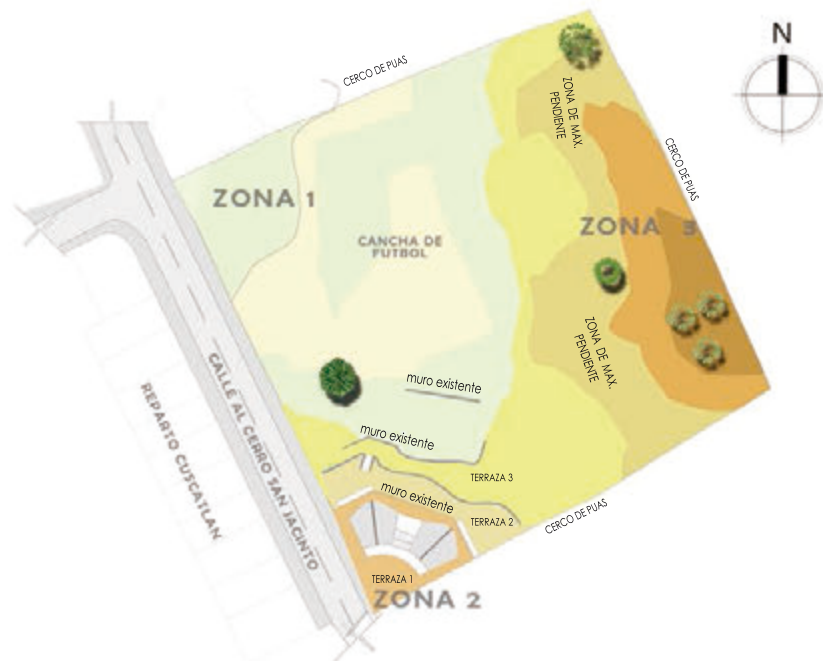 N
CERCO DE PUAS
ZONA DE MAX.
PENDIENTE
CERCO DE PUAS
ZONA 1
ZONA 3
CANCHA DE
FUTBOL
ZONA DE MAX.
PENDIENTE
muro existente
CALLE AL CERRO SAN JACINTO
REPARTO CUSCATLAN
muro existente
TERRAZA 3
muro existente
TERRAZA 2
CERCO DE PUAS
TERRAZA 1
ZONA 2